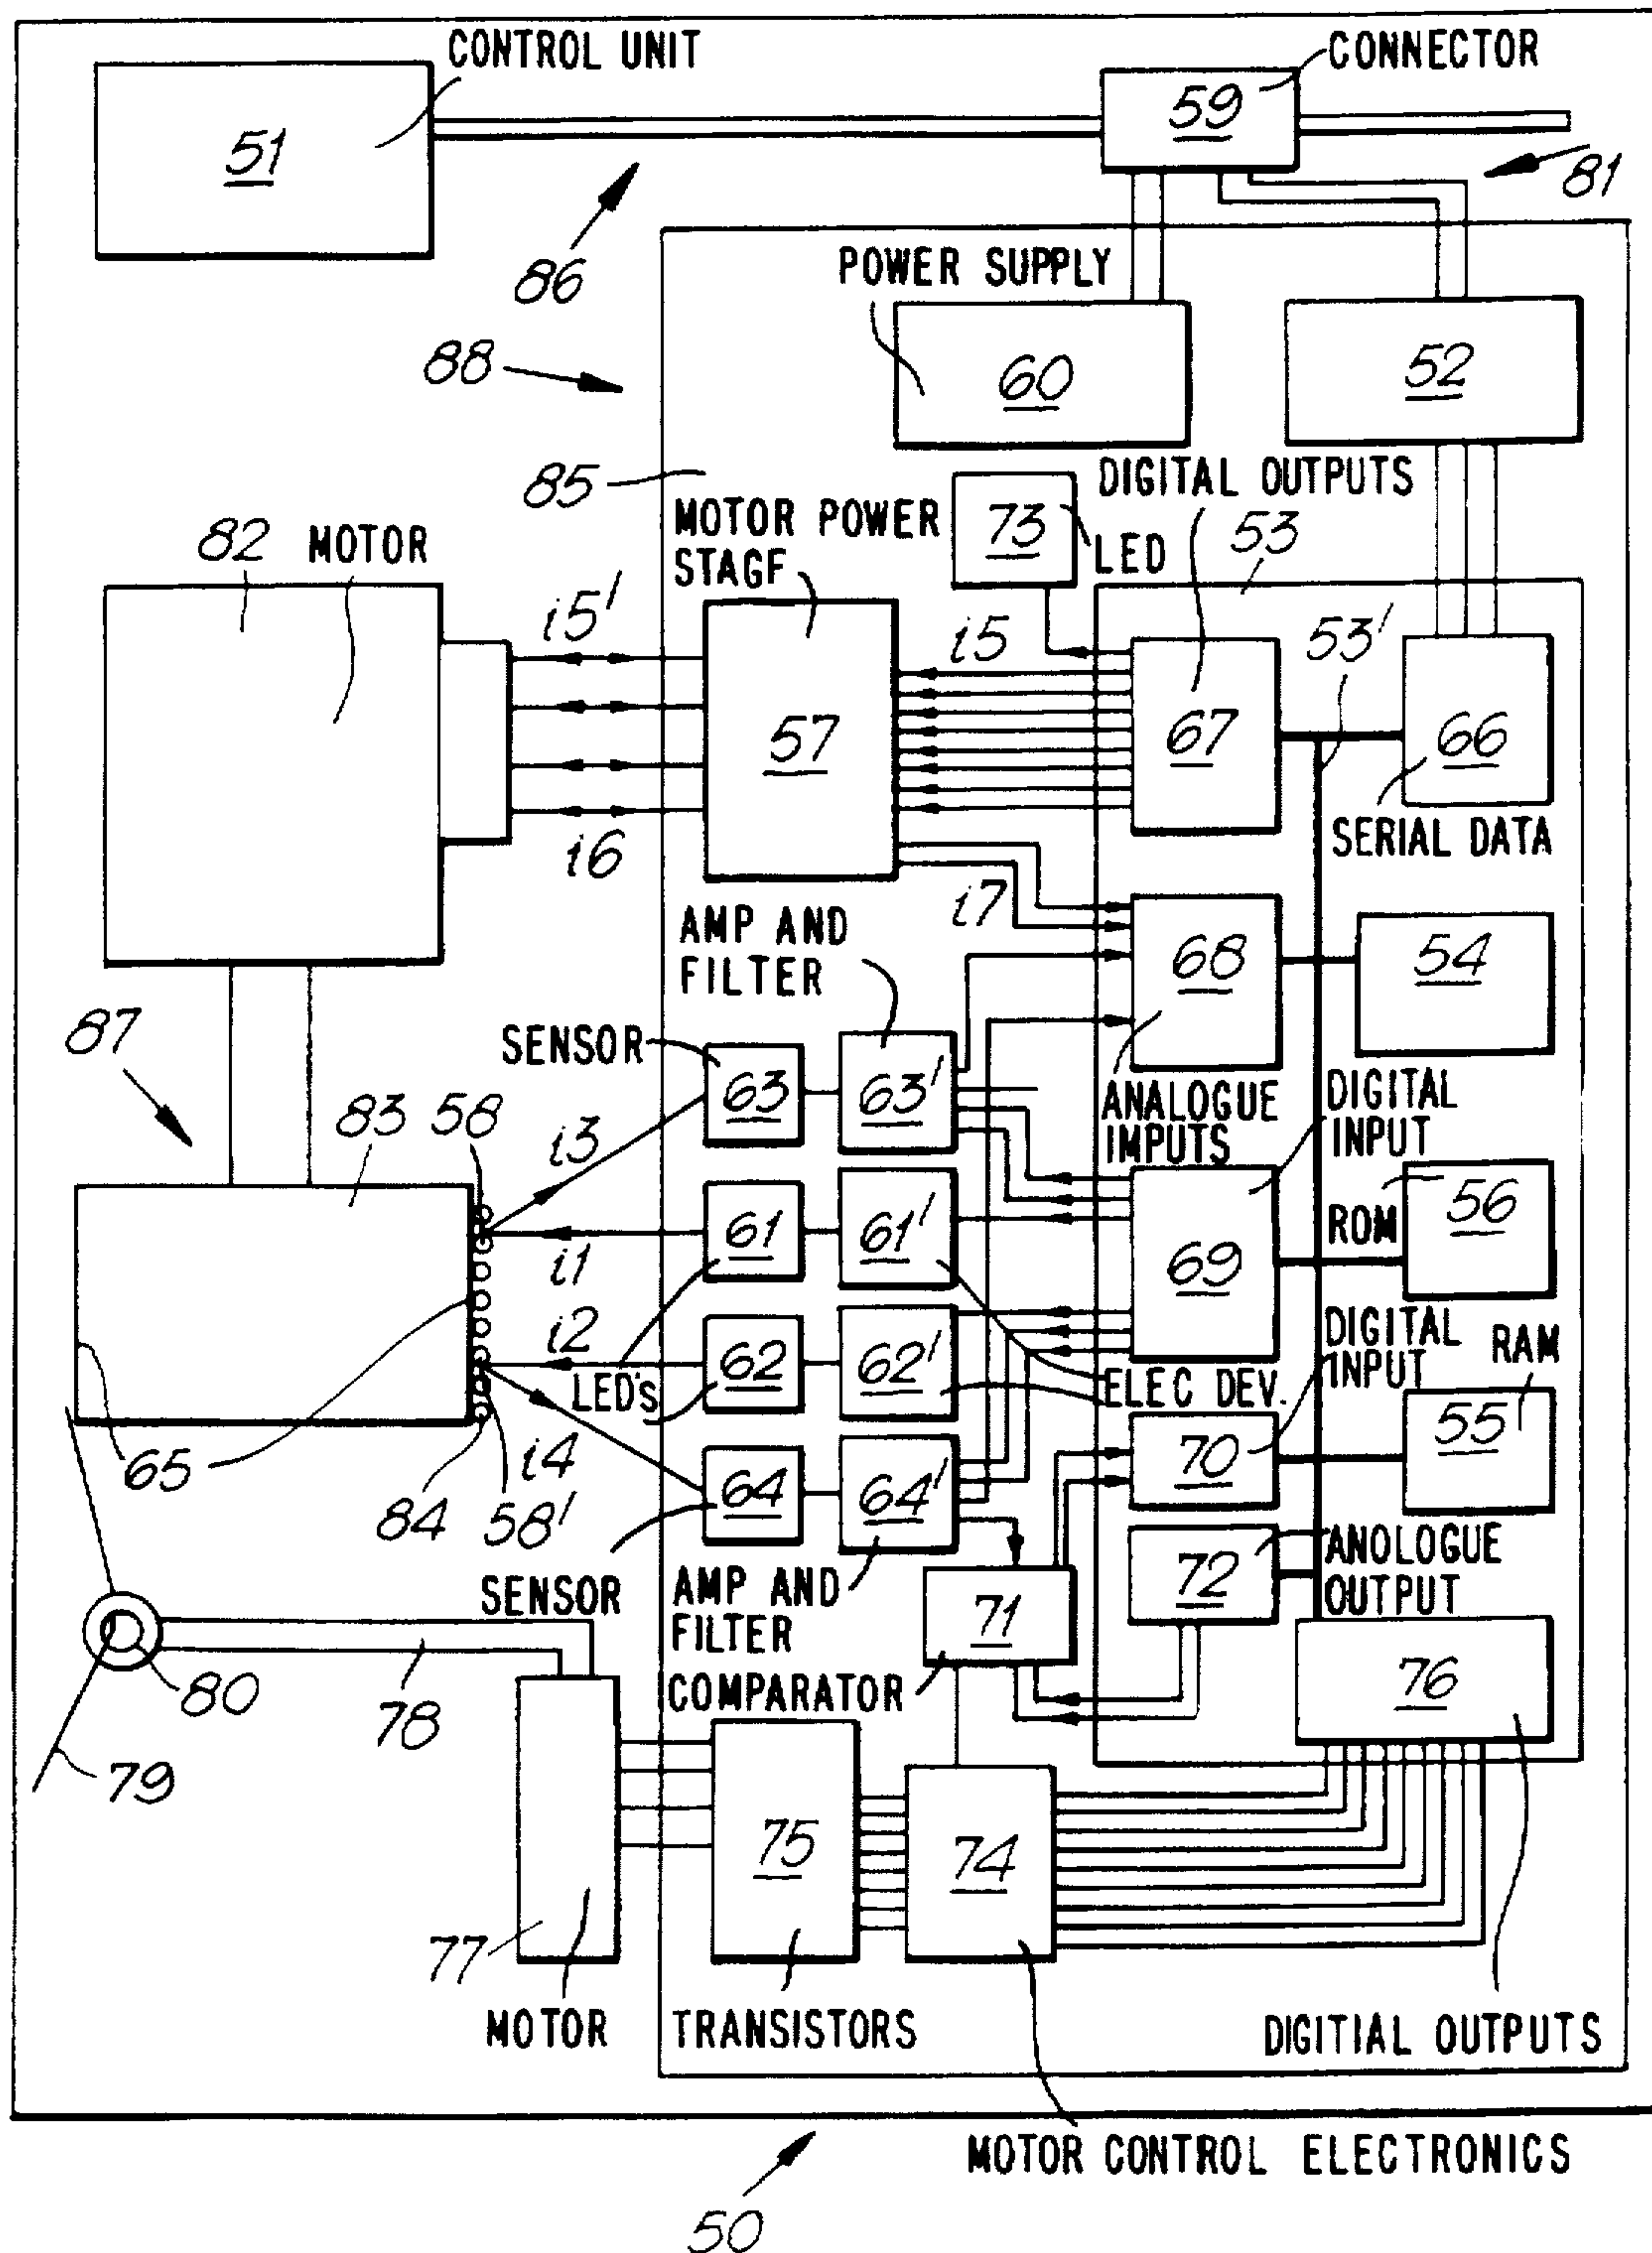 CONTROL UNIT
CONNECTOR
51
59
81
86
POWER SUPPLY
88
60
52
85
DIGITAL OUTPUTS
MOTOR POWER
STAGF
73
LED
53
82 MOTOR
i5'
i5
53'
57
67
66
i6
SERIAL DATA
i7
AMP AND
FILTER
68
54
87
SENSOR
63
63'
ANALOGUE
IMPUTS
DIGITAL
INPUT
83
58
i3
ROM
56
61
61'
i1
69
i2
62
62'
DIGITAL
INPUT
RAM
LED's
ELEC DEV.
65
i4
64
64'
70
55
84
58'
72
ANOLOGUE
OUTPUT
SENSOR
AMP AND
FILTER
71
COMPARATOR
76
80
78
79
75
74
77
MOTOR
TRANSISTORS
DIGITIAL OUTPUTS
MOTOR CONTROL ELECTRONICS
50